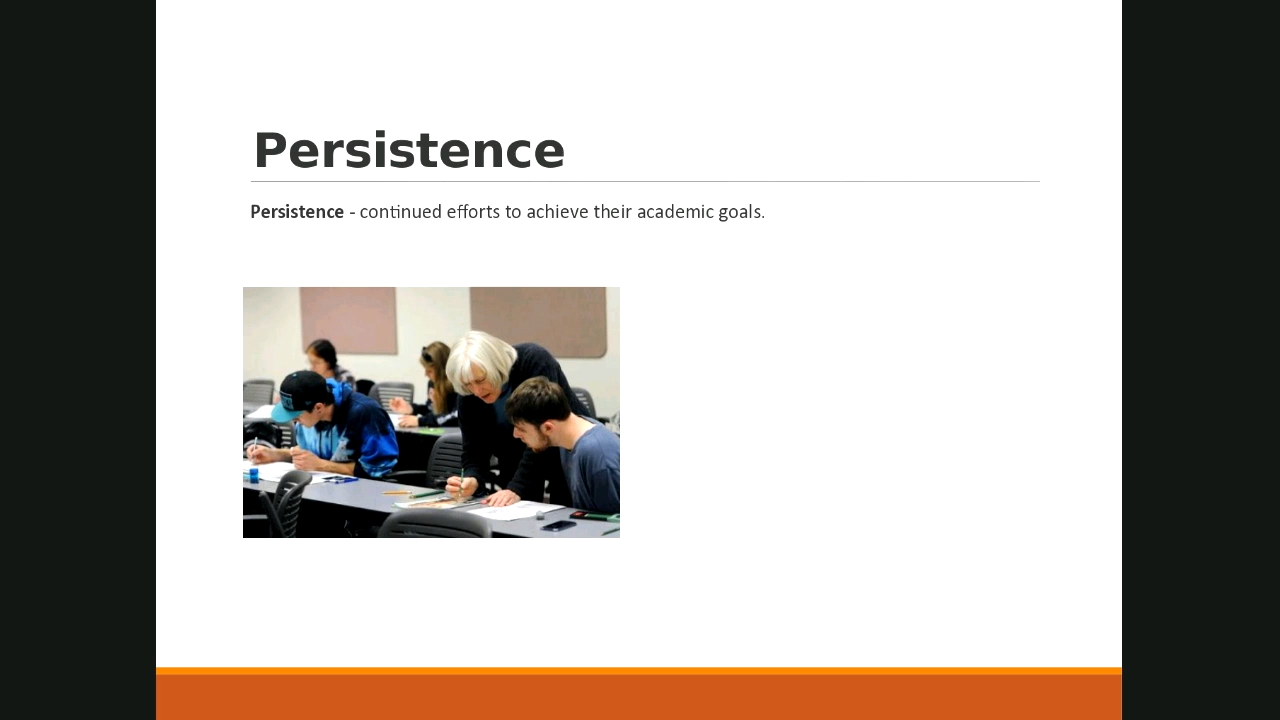 Persistence
Persistence - continued efforts to achieve their academic goals.